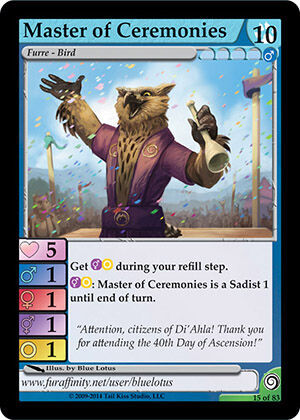 Master of Ceremonies 10
Furre - Bird
5
1
1
1
1
Get during your refill step.
: Master of Ceremonies is a Sadist 1
until end of turn.
"Attention, citizens of Di'Ahla! Thank you
for attending the 40th Day of Ascension!"
Illus. by Blue Lotus
www.furaffinity.net/user/bluelotus
15 of 83
©2009-2014 Tail Kiss Studio, LLC